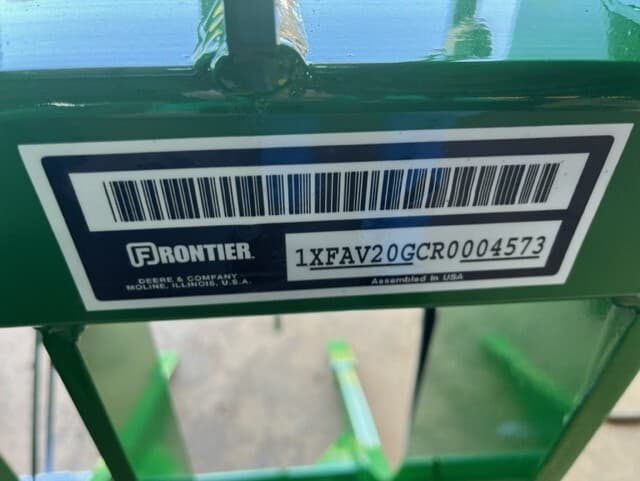 FRONTIER
DEERE & COMPANY
MOLINE, ILLINOIS, U.S.A.
1XFAV20GCR0004573
Assembled in USA